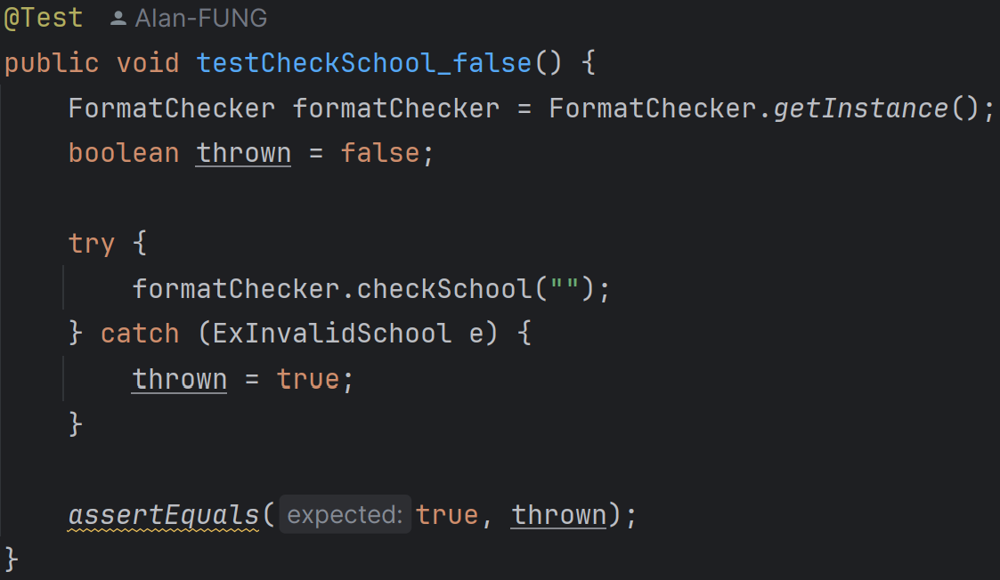 @Test Alan-FUNG
public void testCheckSchool_false() {
FormatChecker formatChecker = FormatChecker.getInstance();
boolean thrown = false;
try {
formatChecker.checkSchool("");
} catch (ExInvalidSchool e) {
thrown = true;
}
assertEquals( expected: true, thrown);
}